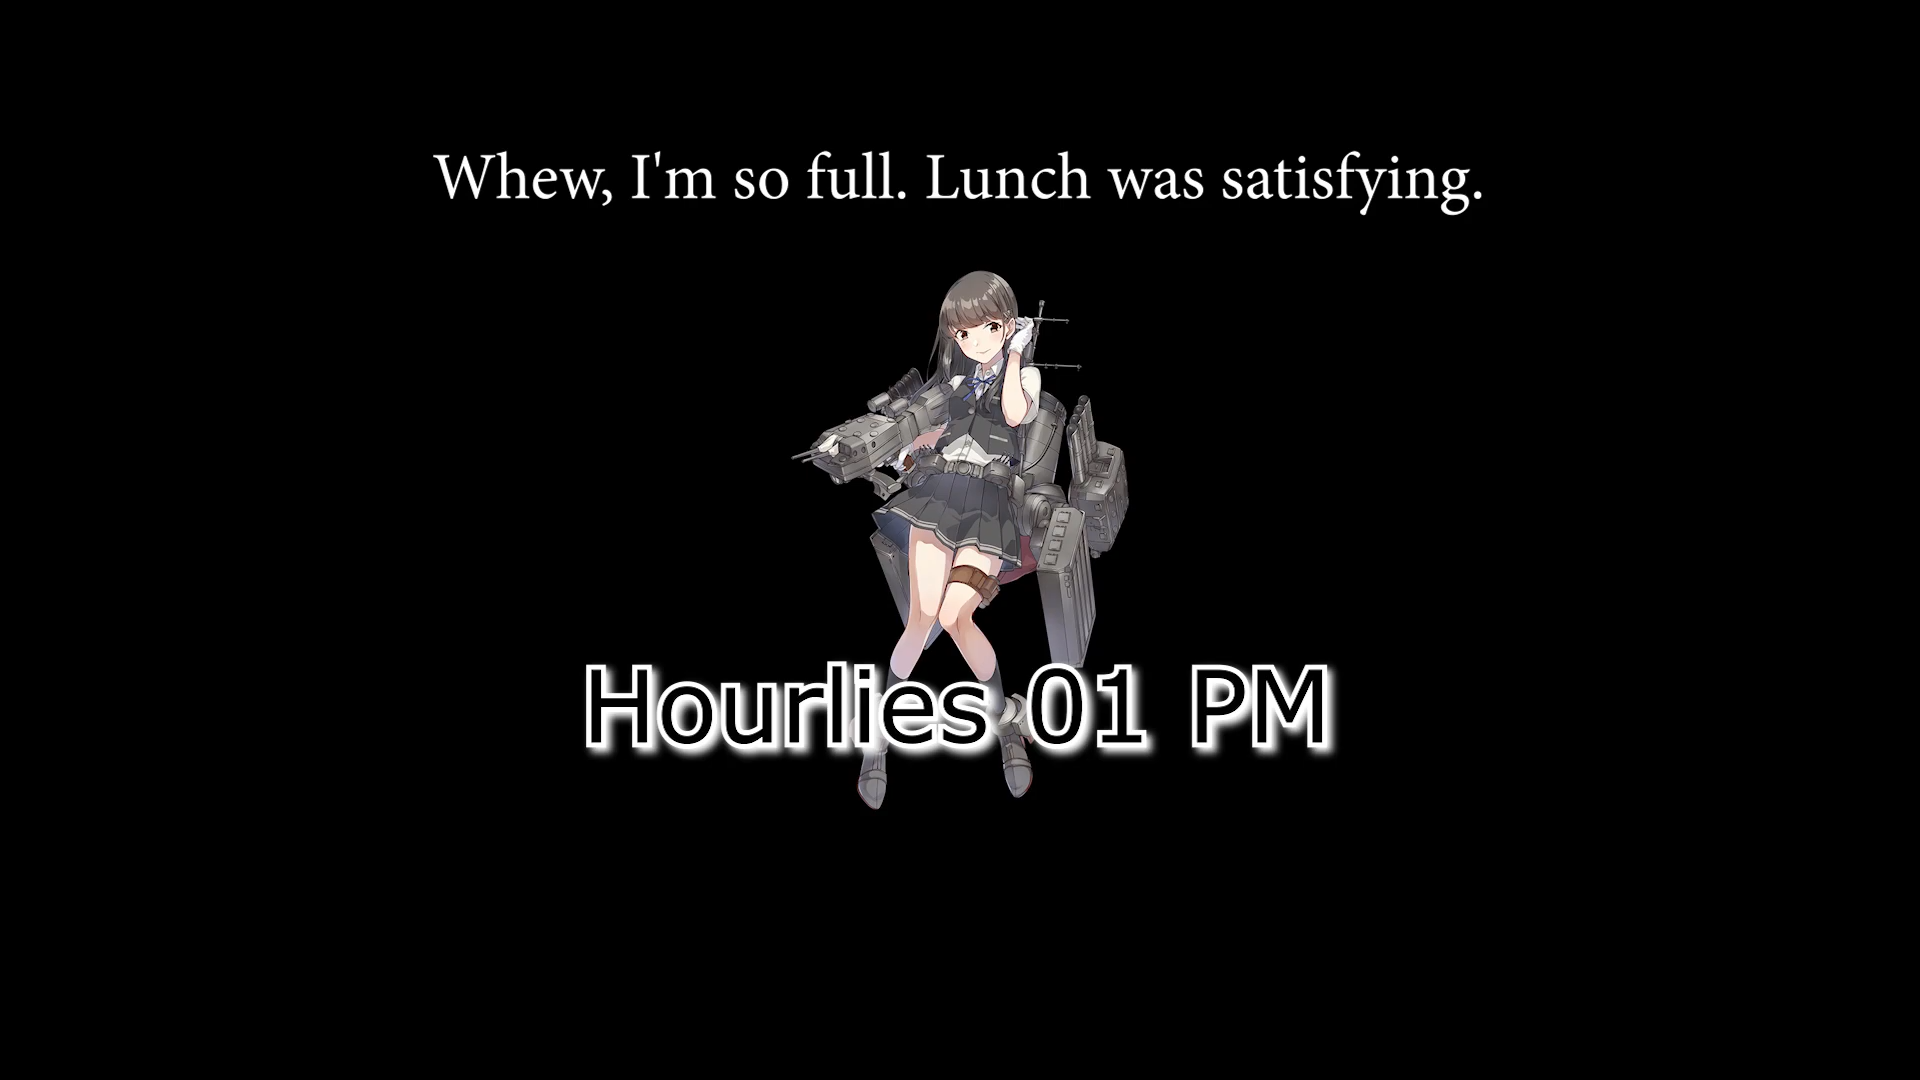 Whew, I'm so full. Lunch was satisfying.
Hourlies 01 PM